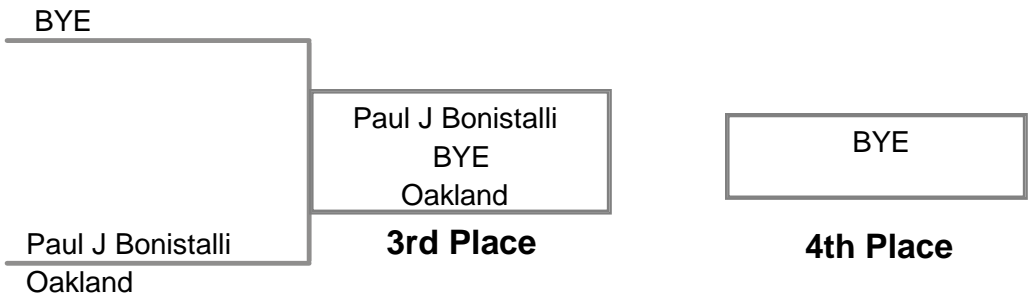 BYE
Paul J Bonistalli
BYE
Oakland
3rd Place
BYE
4th Place
Paul J Bonistalli
Oakland